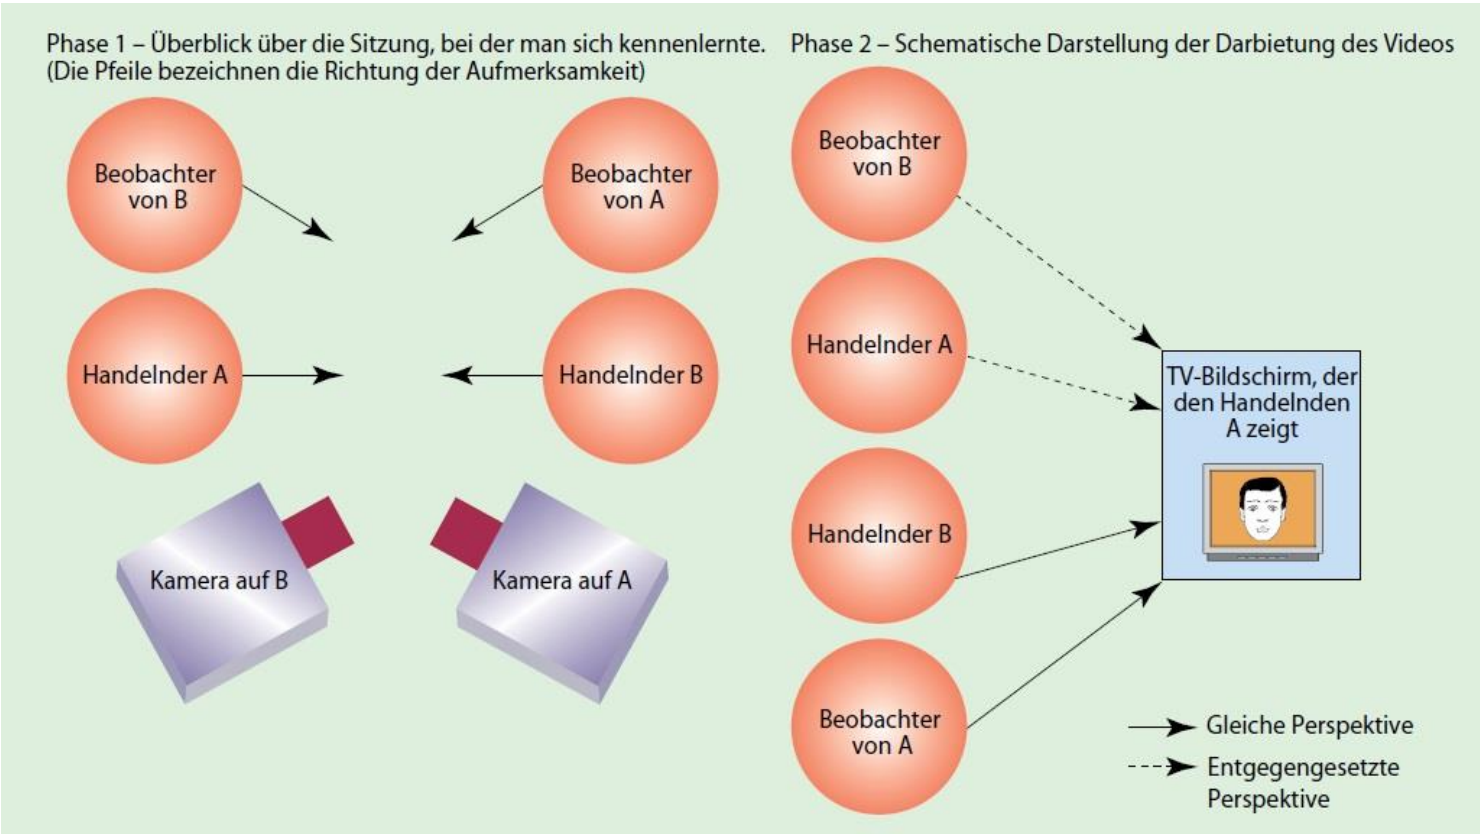 Phase 1 – Überblick über die Sitzung, bei der man sich kennenlernte.
(Die Pfeile bezeichnen die Richtung der Aufmerksamkeit)
Beobachter
von B
Beobachter
von A
Handelnder A
Handelnder B
Kamera auf B
Kamera auf A
Phase 2 – Schematische Darstellung der Darbietung des Videos
Beobachter
von B
Handelnder A
Handelnder B
Beobachter
von A
TV-Bildschirm, der
den Handelnden
A zeigt
Gleiche Perspektive
Entgegengesetzte
Perspektive